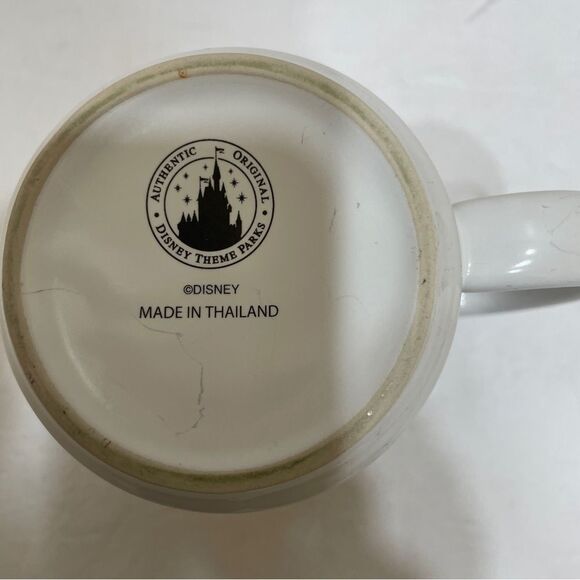 AUTHENTIC ORIGINAL
• DISNEY THEME PARKS •
©DISNEY
MADE IN THAILAND